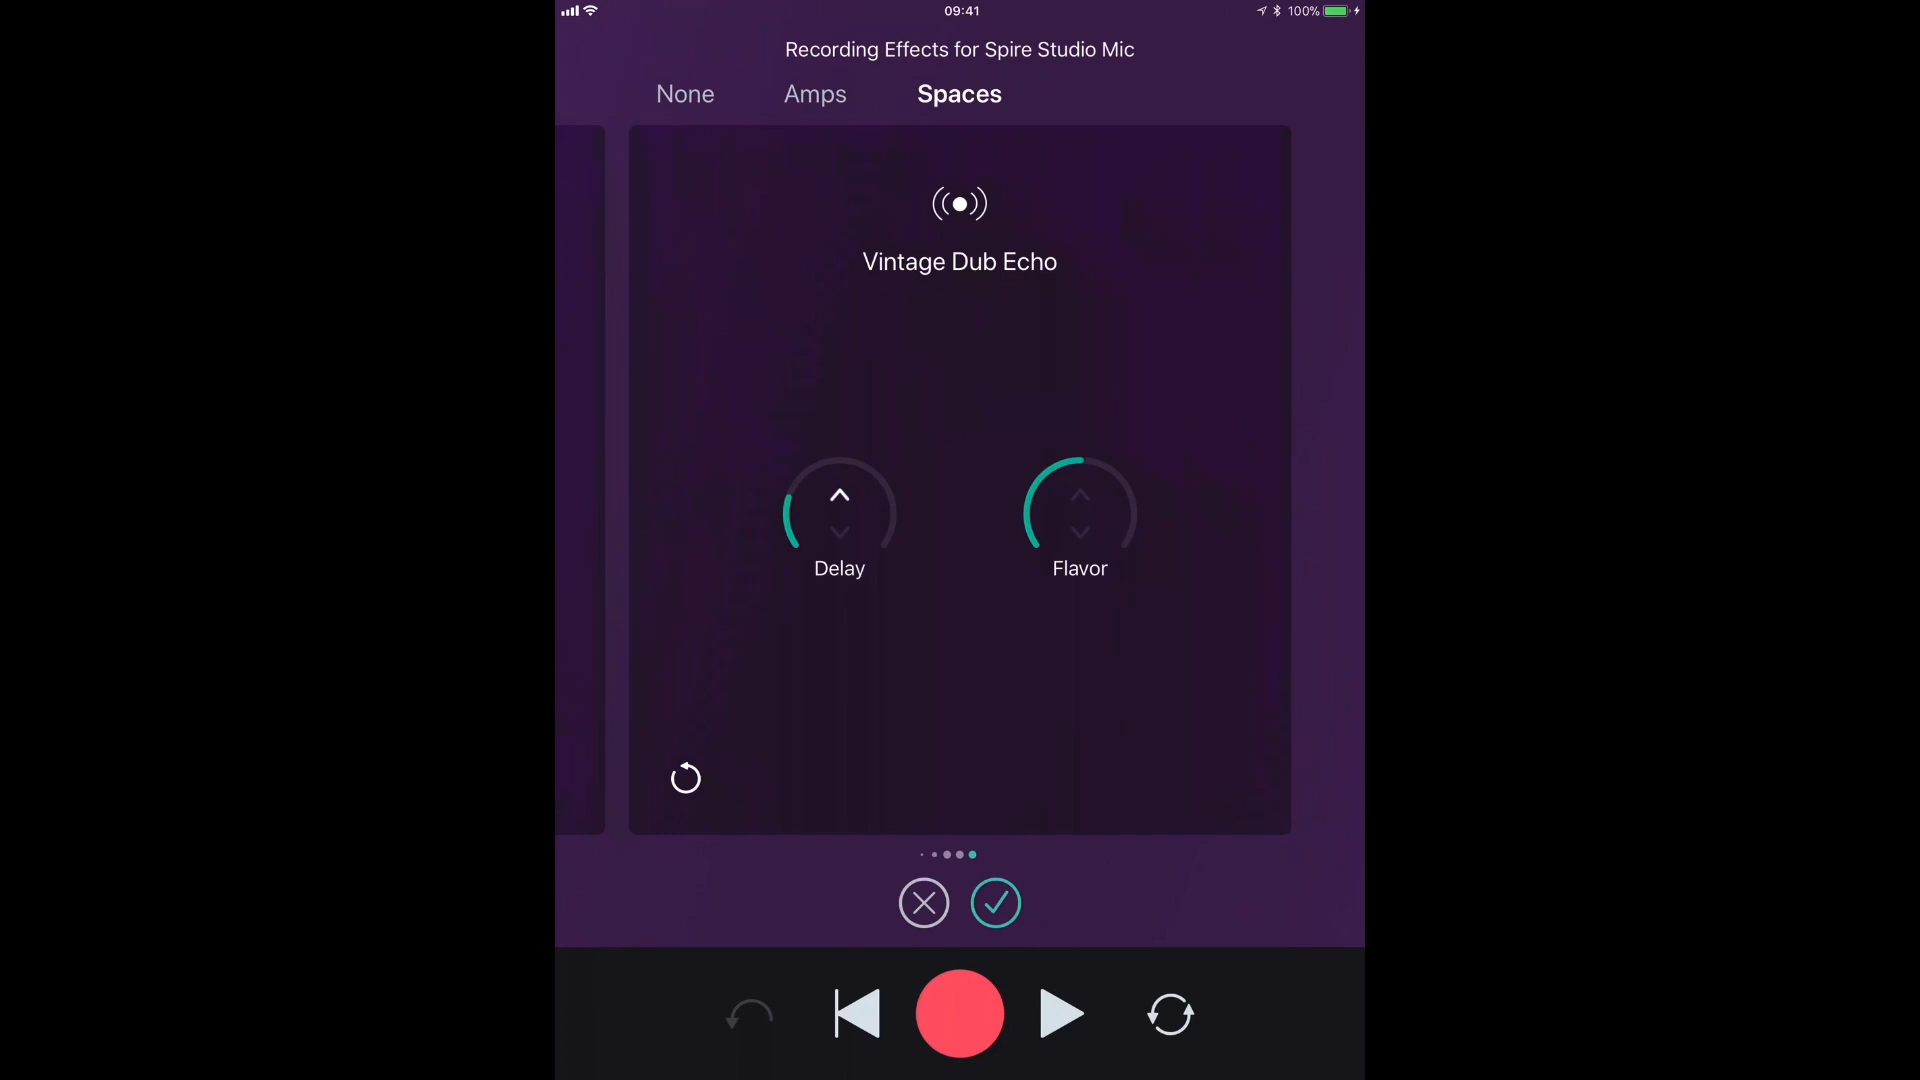 09:41
100%
Recording Effects for Spire Studio Mic
None Amps Spaces
Vintage Dub Echo
Delay Flavor